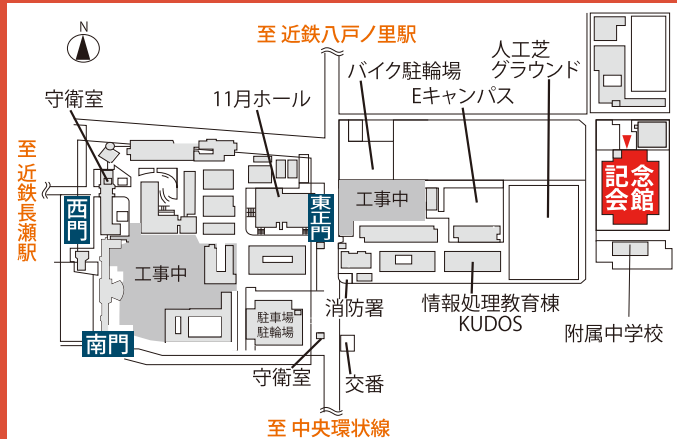 N
至 近鉄八戸ノ里駅
人工芝
グラウンド
バイク駐輪場
Eキャンパス
守衛室
11月ホール
至 近鉄長瀬駅
西門
東正門
工事中
記念
会館
工事中
消防署
情報処理教育棟
KUDOS
附属中学校
駐車場
駐輪場
南門
守衛室
交番
至 中央環状線